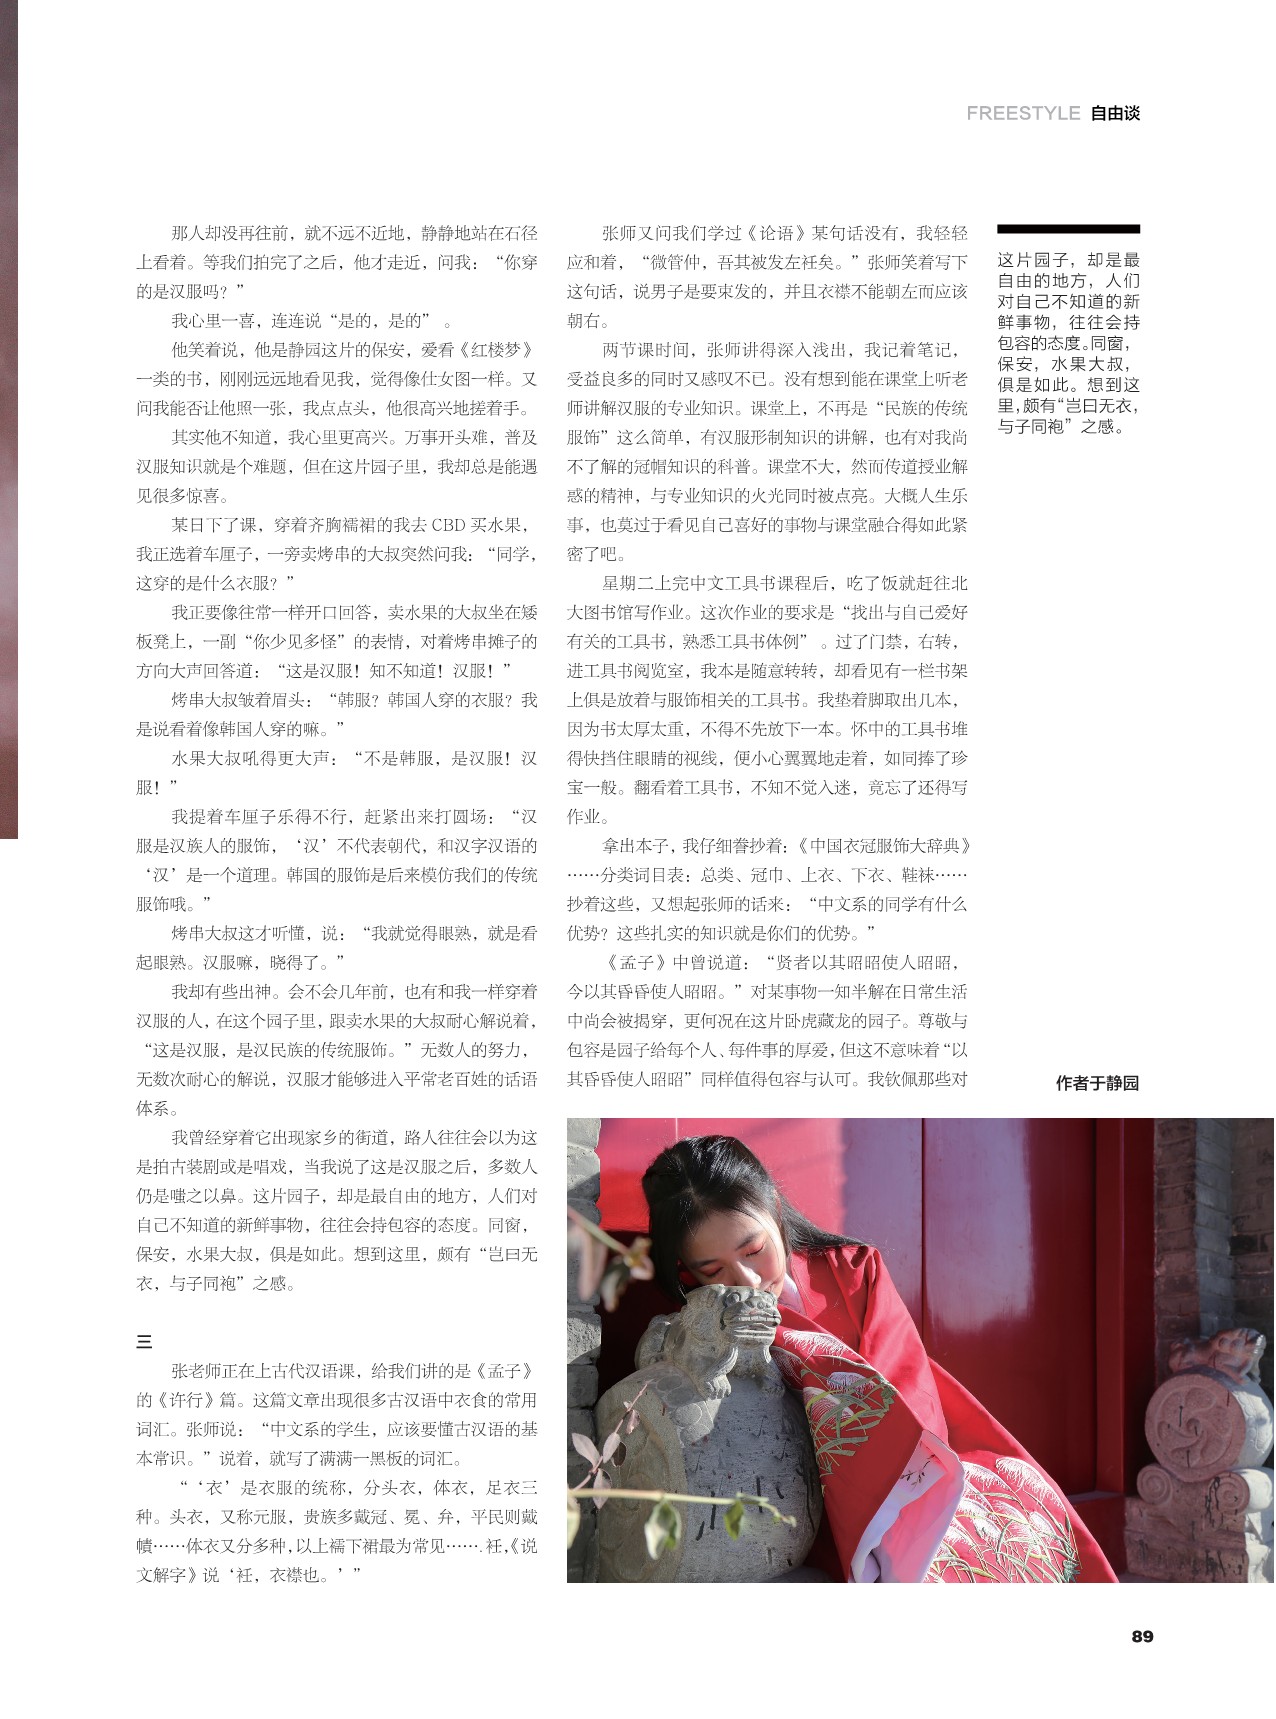 FREESTYLE 自由谈
那人却没再往前，就不远不近地，静静地站在石径
上看着。等我们拍完了之后，他才走近，问我：“你穿
的是汉服吗？”
我心里一喜，连连说“是的，是的” 。
他笑着说，他是静园这片的保安，爱看《红楼梦》
一类的书，刚刚远远地看见我，觉得像仕女图一样。又
问我能否让他照一张，我点点头，他很高兴地搓着手。
其实他不知道，我心里更高兴。万事开头难，普及
汉服知识就是个难题，但在这片园子里，我却总是能遇
见很多惊喜。
某日下了课，穿着齐胸襦裙的我去 CBD 买水果，
我正选着车厘子，一旁卖烤串的大叔突然问我：“同学，
这穿的是什么衣服？”
我正要像往常一样开口回答，卖水果的大叔坐在矮
板凳上，一副“你少见多怪”的表情，对着烤串摊子的
方向大声回答道：“这是汉服！知不知道！汉服！”
烤串大叔皱着眉头：“韩服？韩国人穿的衣服？我
是说看着像韩国人穿的嘛。”
水果大叔吼得更大声：“不是韩服，是汉服！汉
服！”
我提着车厘子乐得不行，赶紧出来打圆场：“汉
服是汉族人的服饰，‘汉’不代表朝代，和汉字汉语的
‘汉’是一个道理。韩国的服饰是后来模仿我们的传统
服饰哦。”
烤串大叔这才听懂，说：“我就觉得眼熟，就是看
起眼熟。汉服嘛，晓得了。”
我却有些出神。会不会几年前，也有和我一样穿着
汉服的人，在这个园子里，跟卖水果的大叔耐心解说着，
“这是汉服，是汉民族的传统服饰。”无数人的努力，
无数次耐心的解说，汉服才能够进入平常老百姓的话语
体系。
我曾经穿着它出现家乡的街道，路人往往会以为这
是拍古装剧或是唱戏，当我说了这是汉服之后，多数人
仍是嗤之以鼻。这片园子，却是最自由的地方，人们对
自己不知道的新鲜事物，往往会持包容的态度。同窗，
保安，水果大叔，俱是如此。想到这里，颇有“岂曰无
衣，与子同袍”之感。
三
张老师正在上古代汉语课，给我们讲的是《孟子》
的《许行》篇。这篇文章出现很多古汉语中衣食的常用
词汇。张师说：“中文系的学生，应该要懂古汉语的基
本常识。”说着，就写了满满一黑板的词汇。
“‘衣’是衣服的统称，分头衣，体衣，足衣三
种。头衣，又称元服，贵族多戴冠、冕、弁，平民则戴
帻……体衣又分多种，以上襦下裙最为常见…….衽，《说
文解字》说‘衽，衣襟也。’”
张师又问我们学过《论语》某句话没有，我轻轻
应和着，“微管仲，吾其被发左衽矣。”张师笑着写下
这句话，说男子是要束发的，并且衣襟不能朝左而应该
朝右。
两节课时间，张师讲得深入浅出，我记着笔记，
受益良多的同时又感叹不已。没有想到能在课堂上听老
师讲解汉服的专业知识。课堂上，不再是“民族的传统
服饰”这么简单，有汉服形制知识的讲解，也有对我尚
不了解的冠帽知识的科普。课堂不大，然而传道授业解
惑的精神，与专业知识的火光同时被点亮。大概人生乐
事，也莫过于看见自己喜好的事物与课堂融合得如此紧
密了吧。
星期二上完中文工具书课程后，吃了饭就赶往北
大图书馆写作业。这次作业的要求是“找出与自己爱好
有关的工具书，熟悉工具书体例” 。过了门禁，右转，
进工具书阅览室，我本是随意转转，却看见有一栏书架
上俱是放着与服饰相关的工具书。我垫着脚取出几本，
因为书太厚太重，不得不先放下一本。怀中的工具书堆
得快挡住眼睛的视线，便小心翼翼地走着，如同捧了珍
宝一般。翻看着工具书，不知不觉入迷，竟忘了还得写
作业。
拿出本子，我仔细誊抄着：《中国衣冠服饰大辞典》
……分类词目表：总类、冠巾、上衣、下衣、鞋袜……
抄着这些，又想起张师的话来：“中文系的同学有什么
优势？这些扎实的知识就是你们的优势。”
《孟子》中曾说道：“贤者以其昭昭使人昭昭，
今以其昏昏使人昭昭。”对某事物一知半解在日常生活
中尚会被揭穿，更何况在这片卧虎藏龙的园子。尊敬与
包容是园子给每个人、每件事的厚爱，但这不意味着“以
其昏昏使人昭昭”同样值得包容与认可。我钦佩那些对
这片园子，却是最
自由的地方，人们
对自己不知道的新
鲜事物，往往会持
包容的态度。同窗，
保安，水果大叔，
俱是如此。想到这
里，颇有“岂曰无衣，
与子同袍”之感。
作者于静园
89